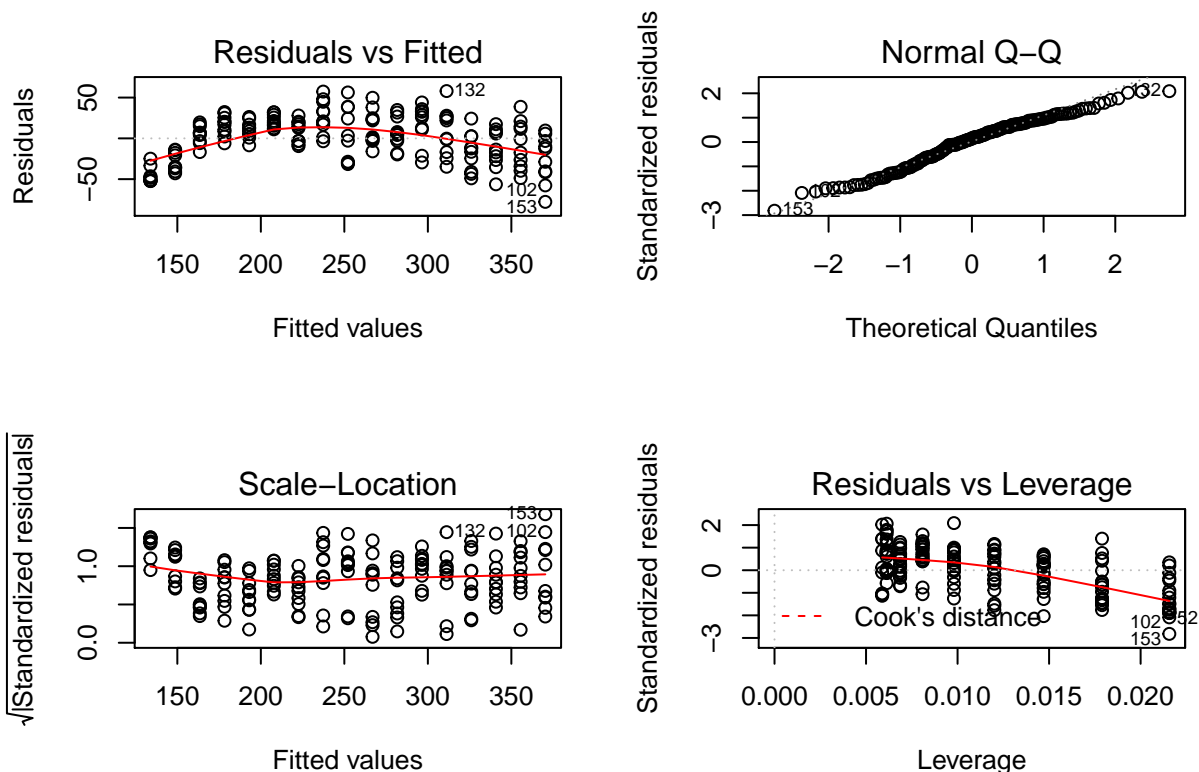 Residuals vs Fitted
Residuals
50
−50
132
102
153
150 200 250 300 350
Fitted values
Normal Q−Q
Standardized residuals
2
0
−3
132
153
−2 −1 0 1 2
Theoretical Quantiles
Scale−Location
√|Standardized residuals|
1.0
0.0
153
132
102
150 200 250 300 350
Fitted values
Residuals vs Leverage
Standardized residuals
2
0
−3
Cook's distance
102
153
0.000 0.005 0.010 0.015 0.020
Leverage